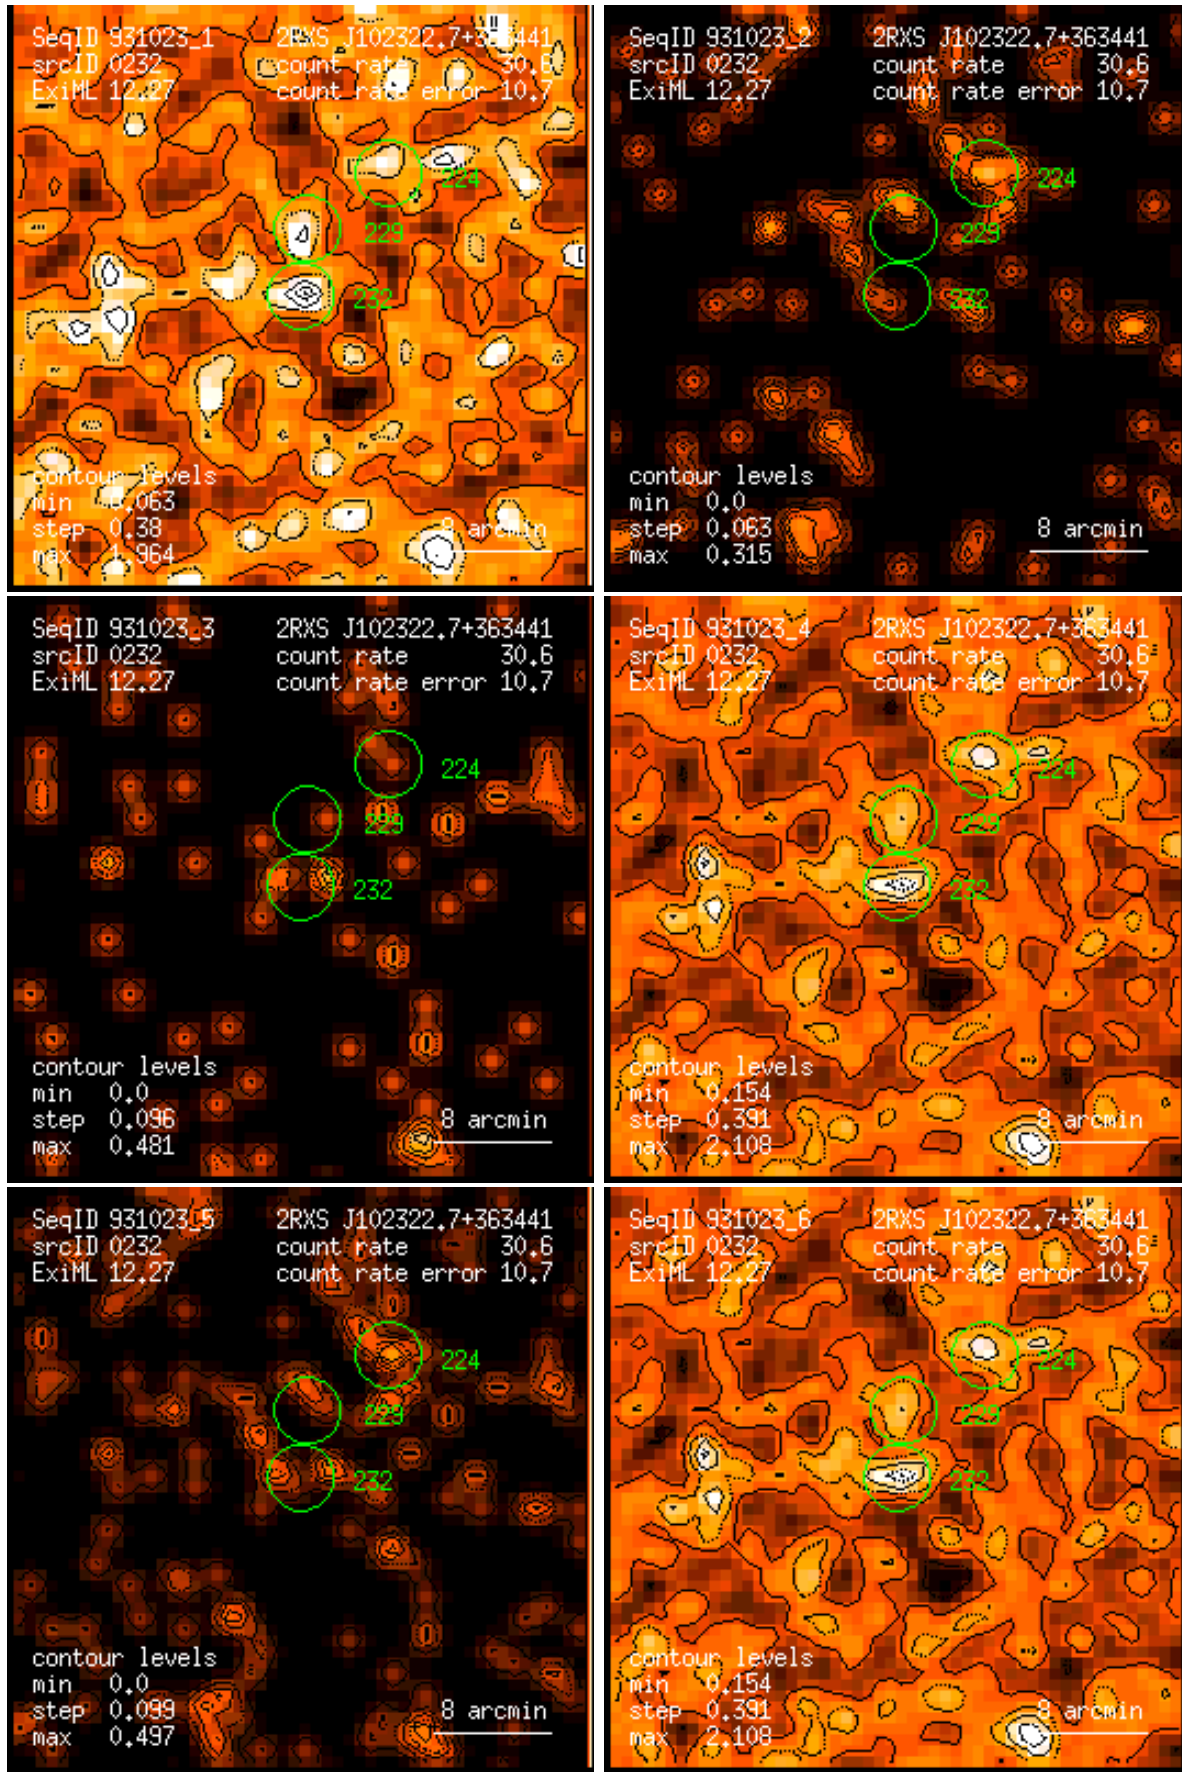 SeqID 931023_1 2RXS J102322.7+363441
srcID 0232 count rate 30.6
ExiML 12.27 count rate error 10.7
224
229
232
contour levels
min 0.063
step 0.38
max 1.964
8 arcmin
SeqID 931023_2 2RXS J102322.7+363441
srcID 0232 count rate 30.6
ExiML 12.27 count rate error 10.7
224
229
232
contour levels
min 0.0
step 0.063
max 0.315
8 arcmin
SeqID 931023_3 2RXS J102322.7+363441
srcID 0232 count rate 30.6
ExiML 12.27 count rate error 10.7
224
229
232
contour levels
min 0.0
step 0.096
max 0.481
8 arcmin
SeqID 931023_4 2RXS J102322.7+363441
srcID 0232 count rate 30.6
ExiML 12.27 count rate error 10.7
224
229
232
contour levels
min 0.154
step 0.391
max 2.108
8 arcmin
SeqID 931023_5 2RXS J102322.7+363441
srcID 0232 count rate 30.6
ExiML 12.27 count rate error 10.7
224
229
232
contour levels
min 0.0
step 0.099
max 0.497
8 arcmin
SeqID 931023_6 2RXS J102322.7+363441
srcID 0232 count rate 30.6
ExiML 12.27 count rate error 10.7
224
229
232
contour levels
min 0.154
step 0.391
max 2.108
8 arcmin